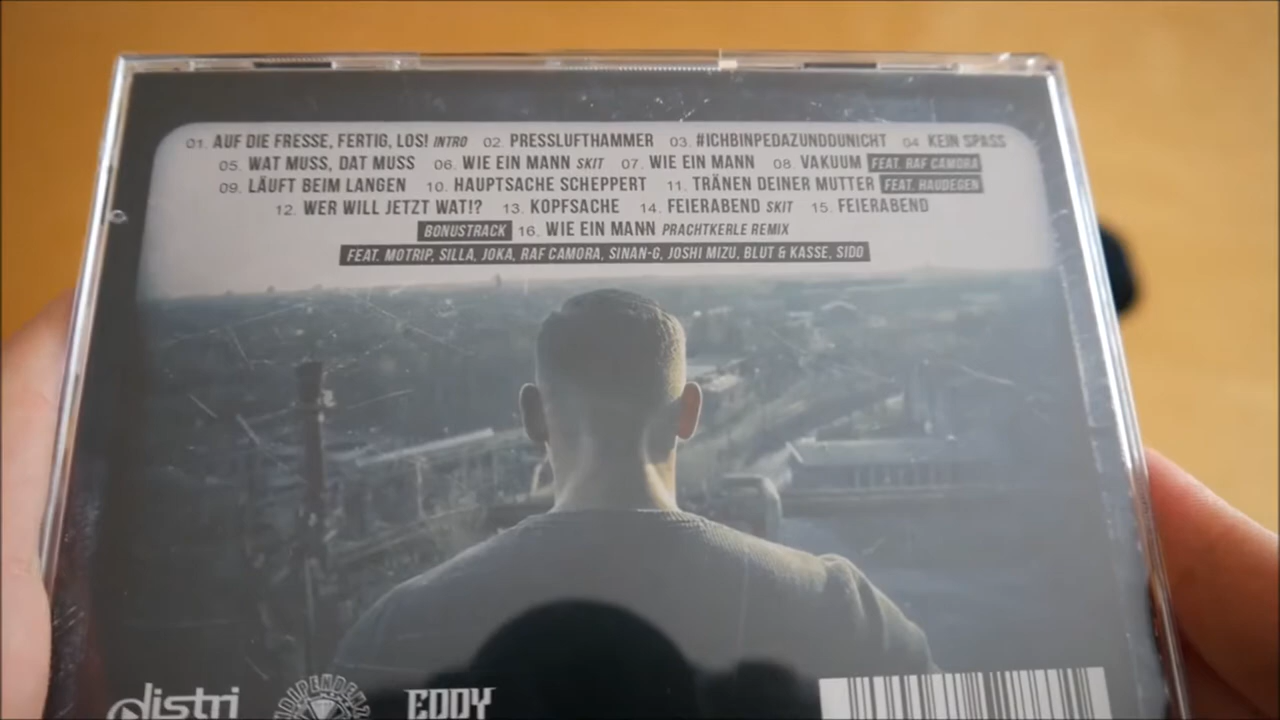 01. AUF DIE FRESSE, FERTIG, LOS! INTRO 02. PRESSLUFTHAMMER 03. #ICHBINPEDAZUNDDUNICHT 04 KEIN SPASS
05. WAT MUSS, DAT MUSS 06. WIE EIN MANN SKIT 07. WIE EIN MANN 08. VAKUUM FEAT. RAF CAMORA
09. LÄUFT BEIM LANGEN 10. HAUPTSACHE SCHEPPERT 11. TRÄNEN DEINER MUTTER FEAT. HAUDEGEN
12. WER WILL JETZT WAT!? 13. KOPFSACHE 14. FEIERABEND SKIT 15. FEIERABEND
BONUSTRACK 16. WIE EIN MANN PRACHTKERLE REMIX
FEAT. MOTRIP, SILLA, JOKA, RAF CAMORA, SINAN-G, JOSHI MIZU, BLUT & KASSE, SIDO
distri
EDDY